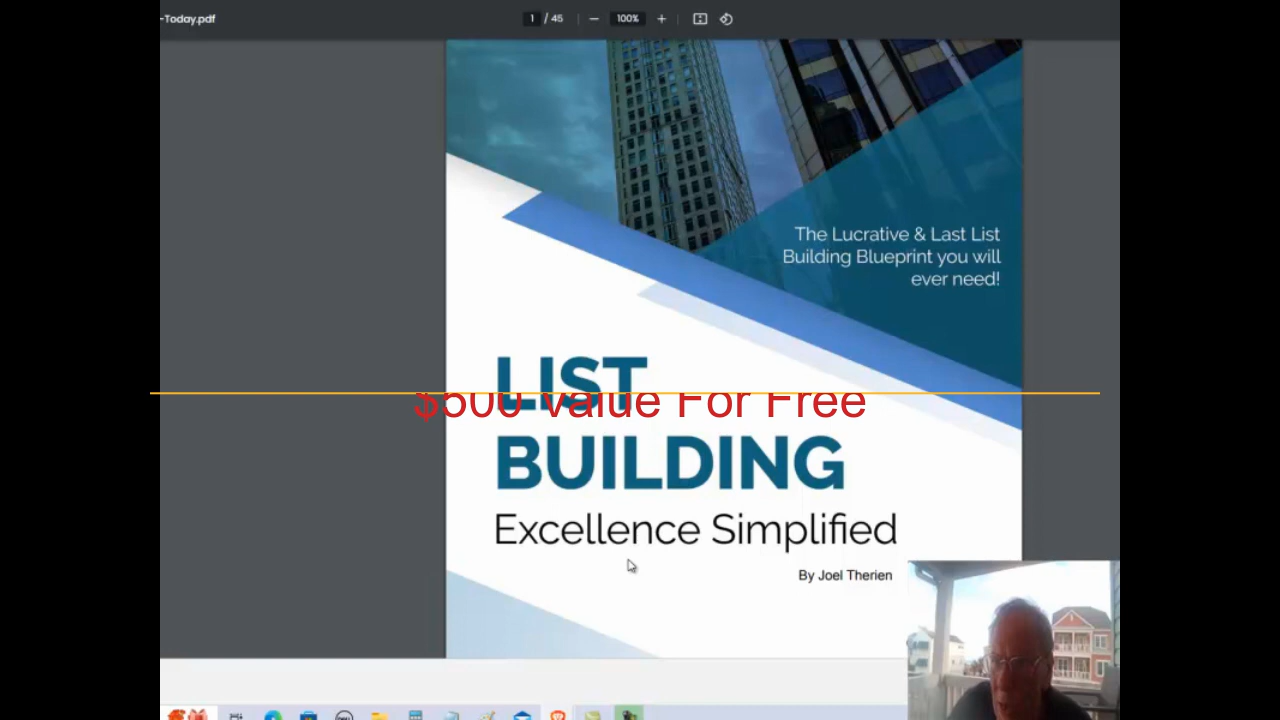 -Today.pdf
1 / 45
100%
The Lucrative & Last List
Building Blueprint you will
ever need!
LIST
$500 Value For Free
BUILDING
Excellence Simplified
By Joel Therien
DELL